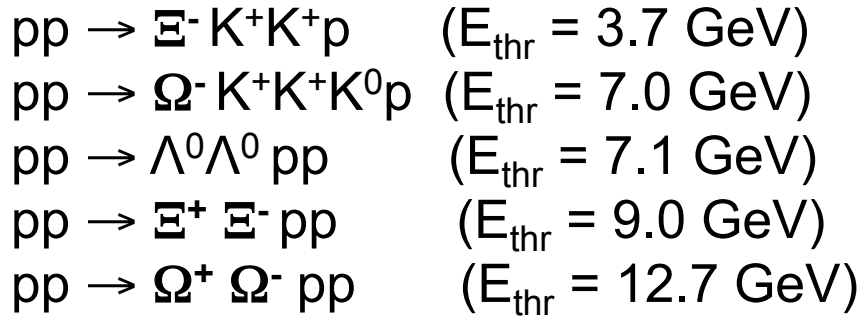 pp → Ξ⁻ K⁺K⁺p (E_thr = 3.7 GeV)
pp → Ω⁻ K⁺K⁺K⁰p (E_thr = 7.0 GeV)
pp → Λ⁰Λ⁰ pp (E_thr = 7.1 GeV)
pp → Ξ⁺ Ξ⁻ pp (E_thr = 9.0 GeV)
pp → Ω⁺ Ω⁻ pp (E_thr = 12.7 GeV)